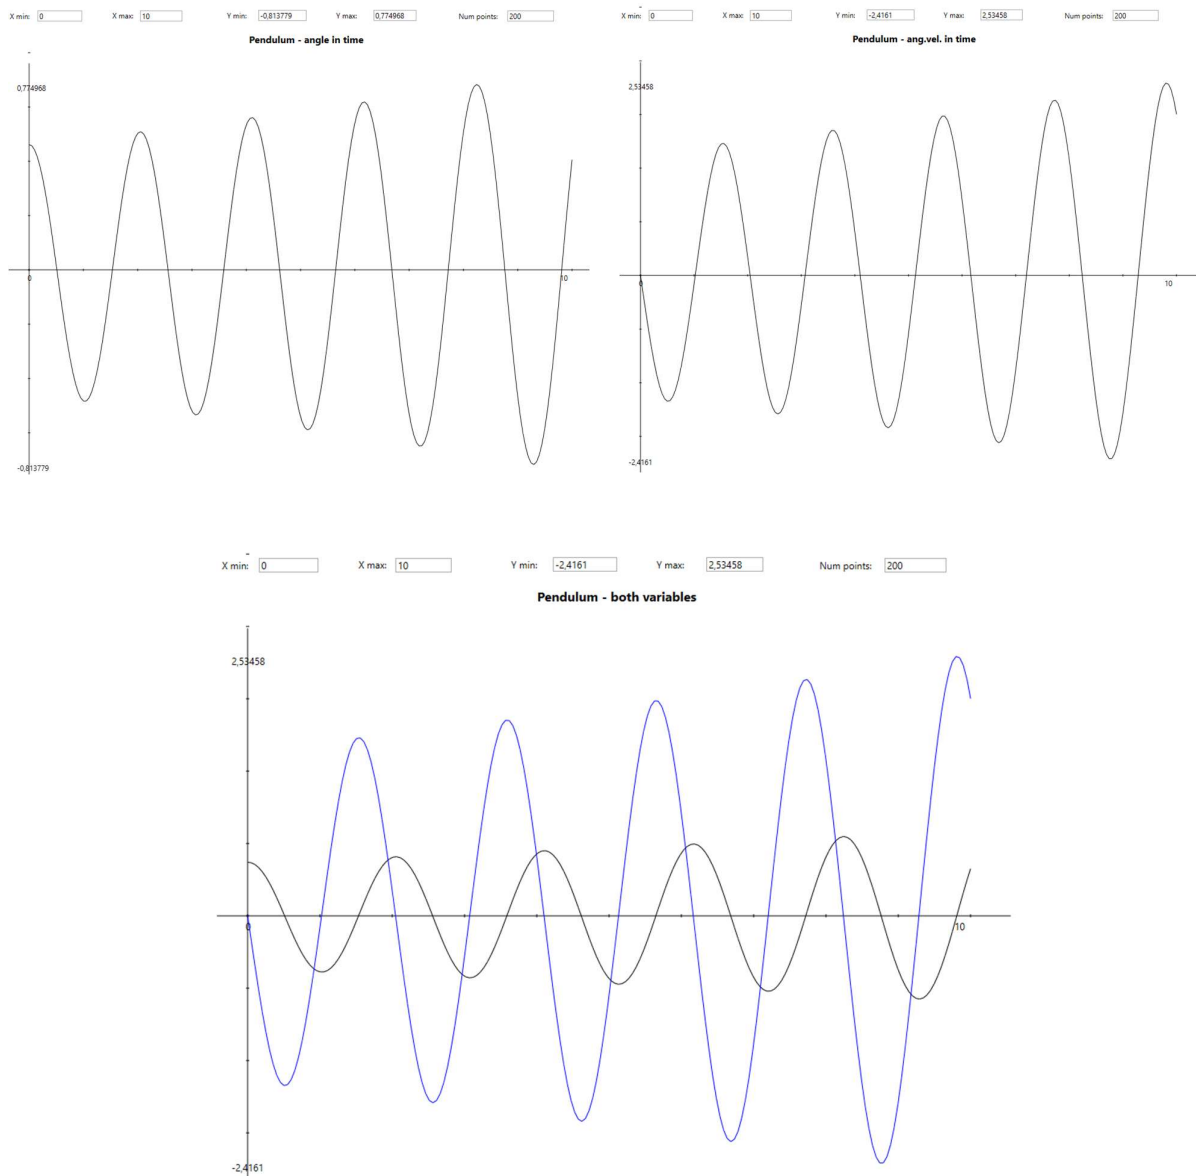 X min: 0 X max: 10 Y min: -0,813779 Y max: 0,774968 Num points: 200
Pendulum - angle in time
0,774968
0
10
-0,813779
X min: 0 X max: 10 Y min: -2,4161 Y max: 2,53458 Num points: 200
Pendulum - ang.vel. in time
2,53458
0
10
-2,4161
X min: 0 X max: 10 Y min: -2,4161 Y max: 2,53458 Num points: 200
Pendulum - both variables
2,53458
0
10
-2,4161